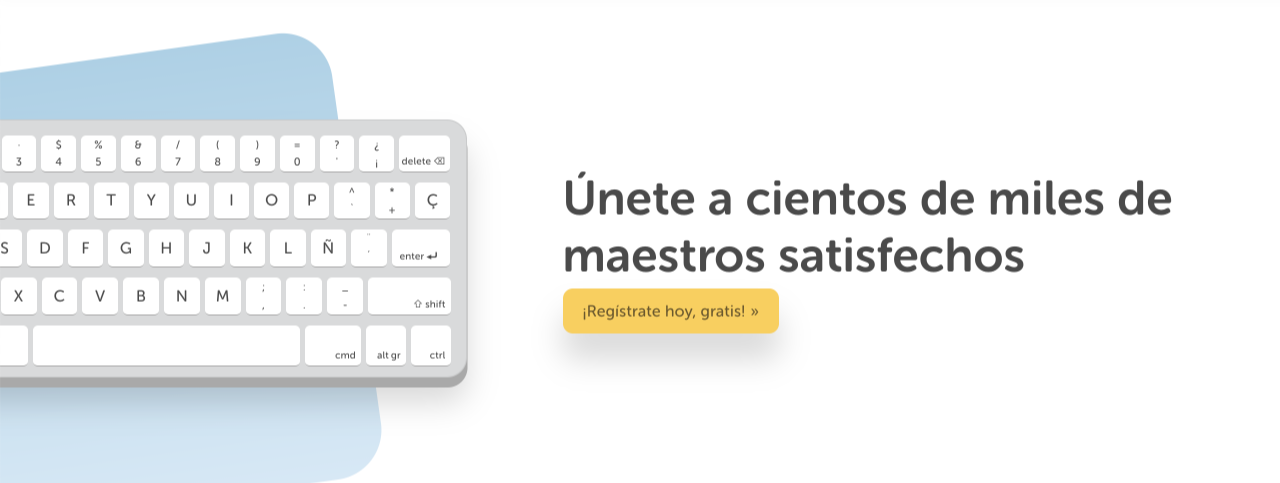 · $ % & / ( ) = ? ¿
3 4 5 6 7 8 9 0 ' ¡ delete ⌫
E R T Y U I O P ^ ` * + Ç
S D F G H J K L Ñ ¨ ´ enter ↵
X C V B N M ; , : . _ - ⇧ shift
cmd alt gr ctrl
Únete a cientos de miles de
maestros satisfechos
¡Regístrate hoy, gratis! »